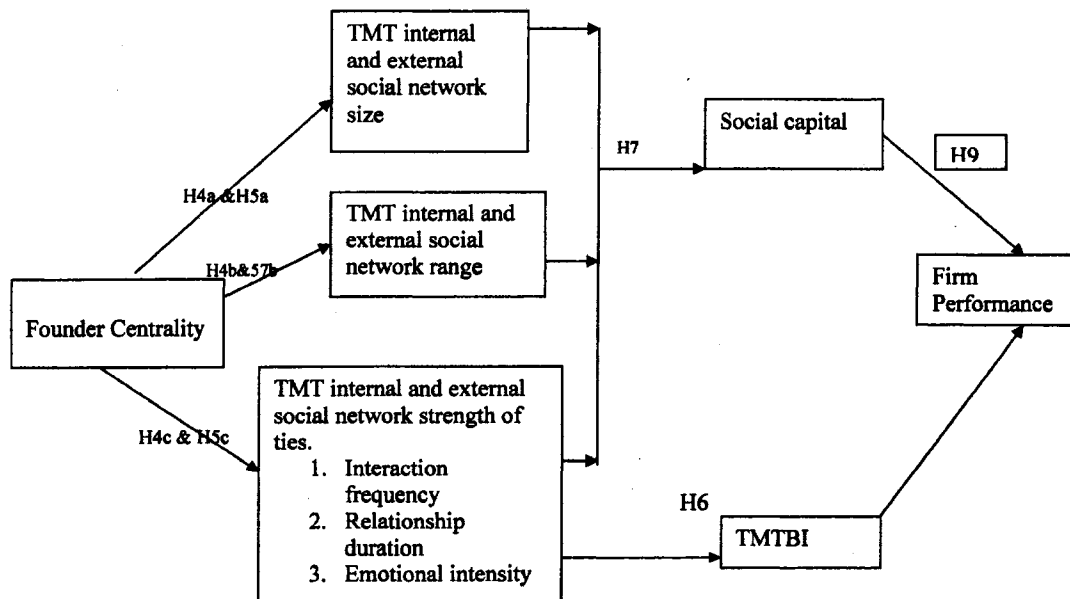 TMT internal
and external
social network
size
Social capital
H7
H9
H4a &H5a
TMT internal and
external social
network range
H4b&57b
Firm
Performance
Founder Centrality
TMT internal and external
social network strength of
ties.
1. Interaction
frequency
2. Relationship
duration
3. Emotional intensity
H4c & H5c
H6
TMTBI